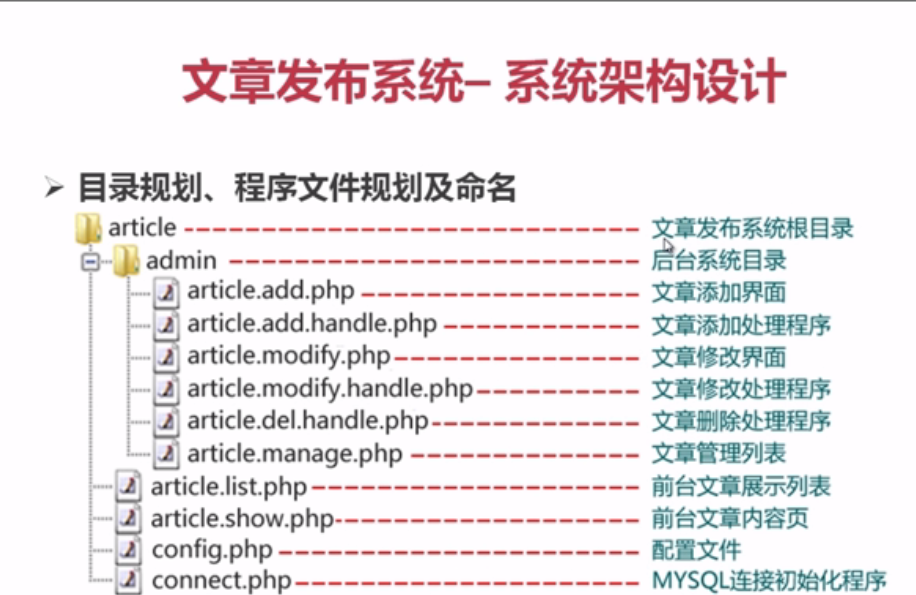 文章发布系统– 系统架构设计
目录规划、程序文件规划及命名
article 文章发布系统根目录
admin 后台系统目录
article.add.php 文章添加界面
article.add.handle.php 文章添加处理程序
article.modify.php 文章修改界面
article.modify.handle.php 文章修改处理程序
article.del.handle.php 文章删除处理程序
article.manage.php 文章管理列表
article.list.php 前台文章展示列表
article.show.php 前台文章内容页
config.php 配置文件
connect.php MYSQL连接初始化程序